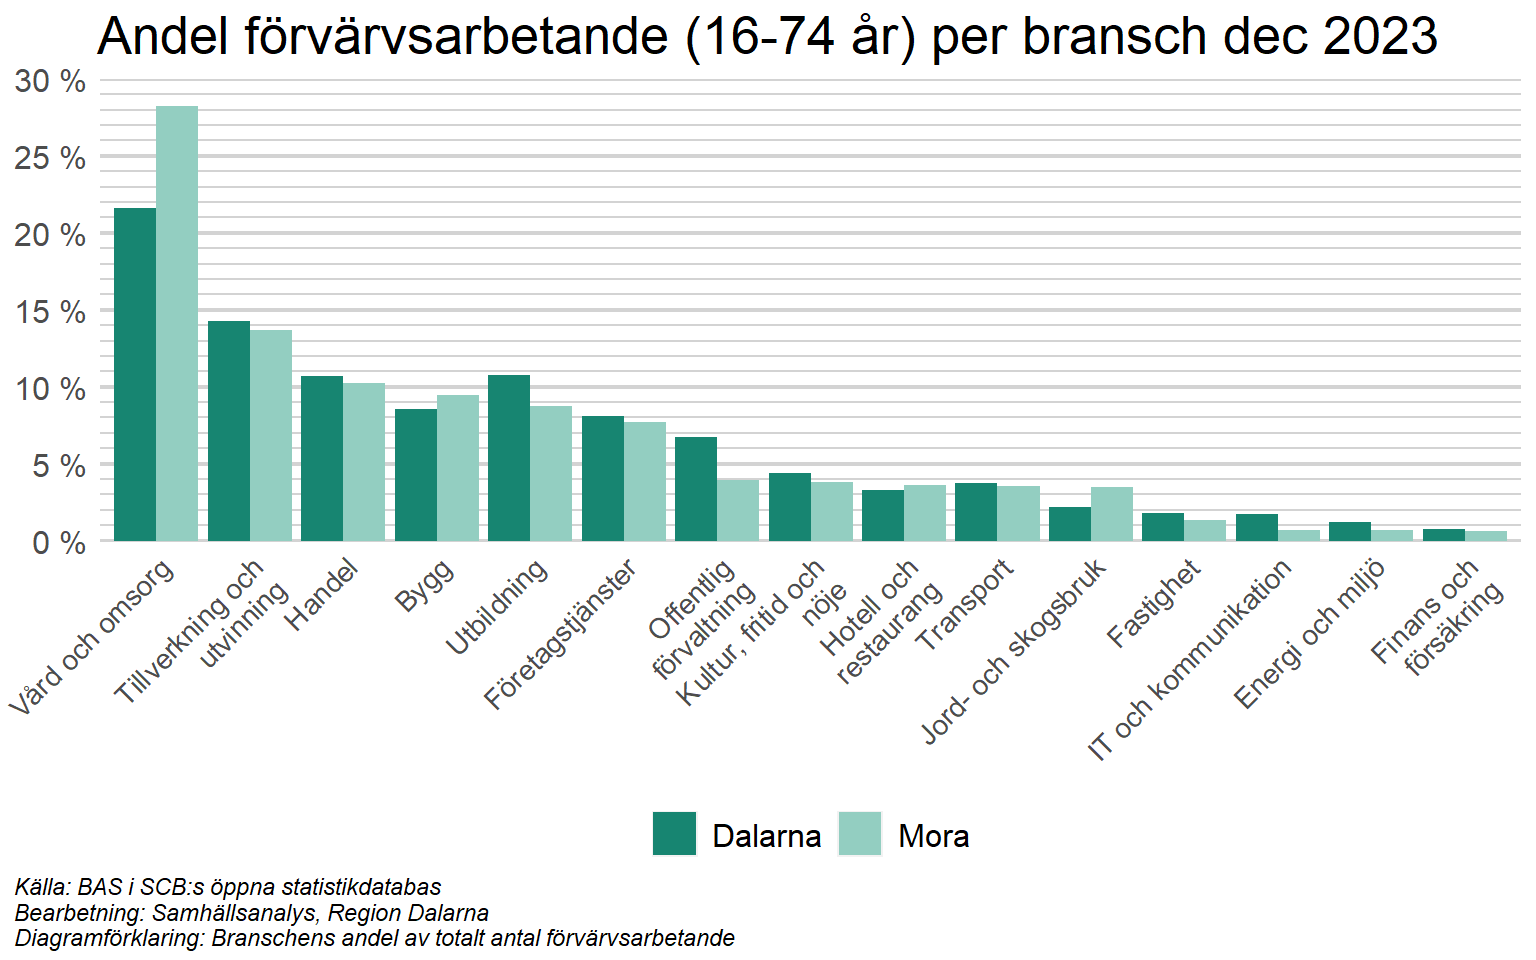 Andel förvärvsarbetande (16-74 år) per bransch dec 2023
30 %
25 %
20 %
15 %
10 %
5 %
0 %
Vård och omsorg
Tillverkning och
utvinning
Handel
Bygg
Utbildning
Företagstjänster
Offentlig
förvaltning
Kultur, fritid och
nöje
Hotell och
restaurang
Transport
Jord- och skogsbruk
Fastighet
IT och kommunikation
Energi och miljö
Finans och
försäkring
Dalarna
Mora
Källa: BAS i SCB:s öppna statistikdatabas
Bearbetning: Samhällsanalys, Region Dalarna
Diagramförklaring: Branschens andel av totalt antal förvärvsarbetande